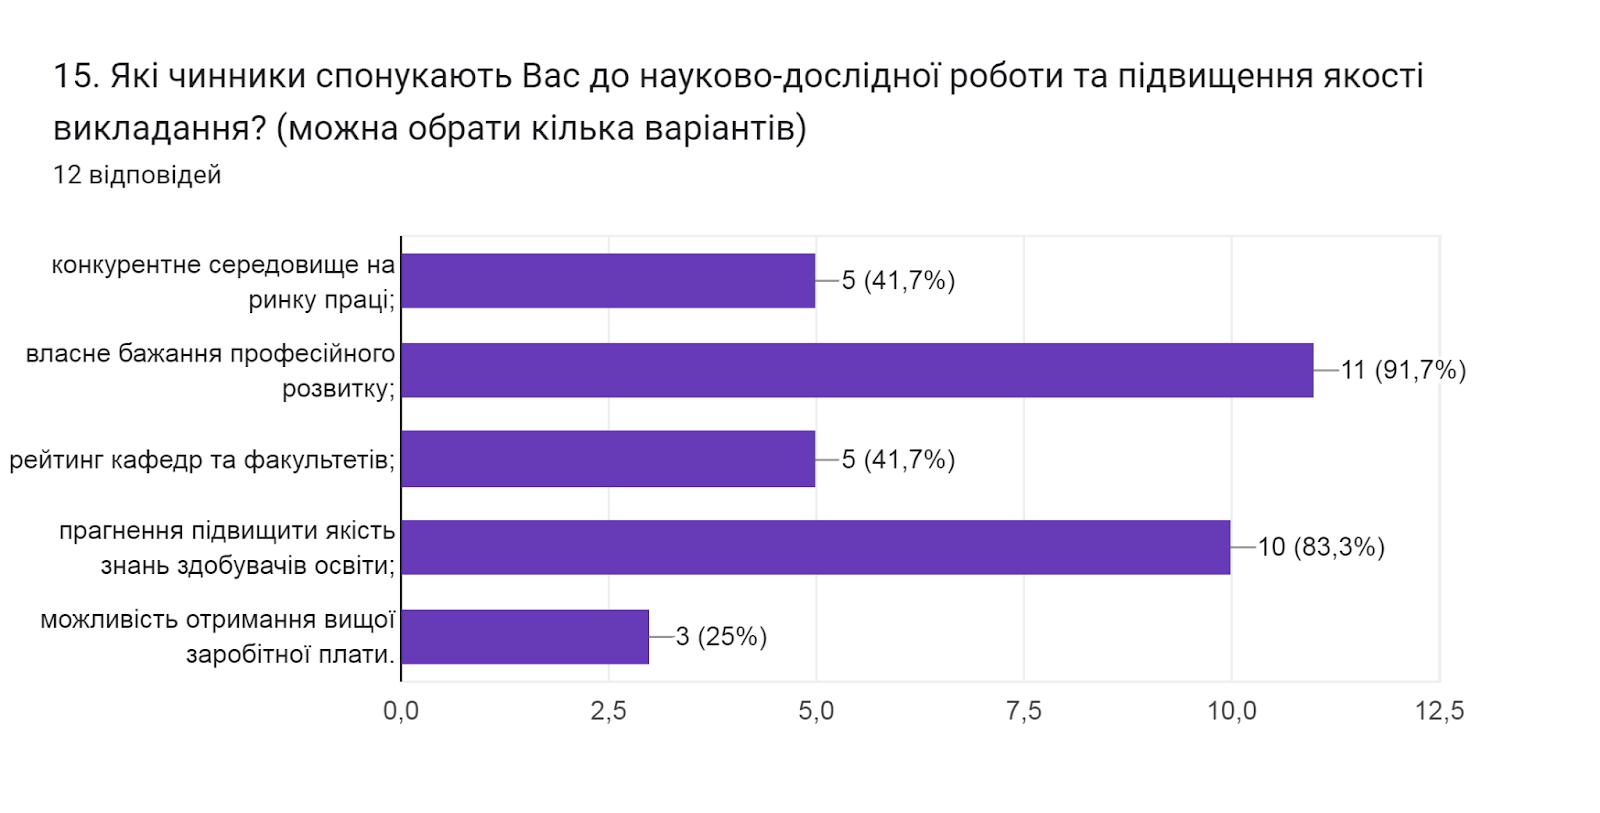 15. Які чинники спонукають Вас до науково-дослідної роботи та підвищення якості
викладання? (можна обрати кілька варіантів)
12 відповідей
конкурентне середовище на
ринку праці;
5 (41,7%)
власне бажання професійного
розвитку;
11 (91,7%)
рейтинг кафедр та факультетів;
5 (41,7%)
прагнення підвищити якість
знань здобувачів освіти;
10 (83,3%)
можливість отримання вищої
заробітної плати.
3 (25%)
0,0 2,5 5,0 7,5 10,0 12,5